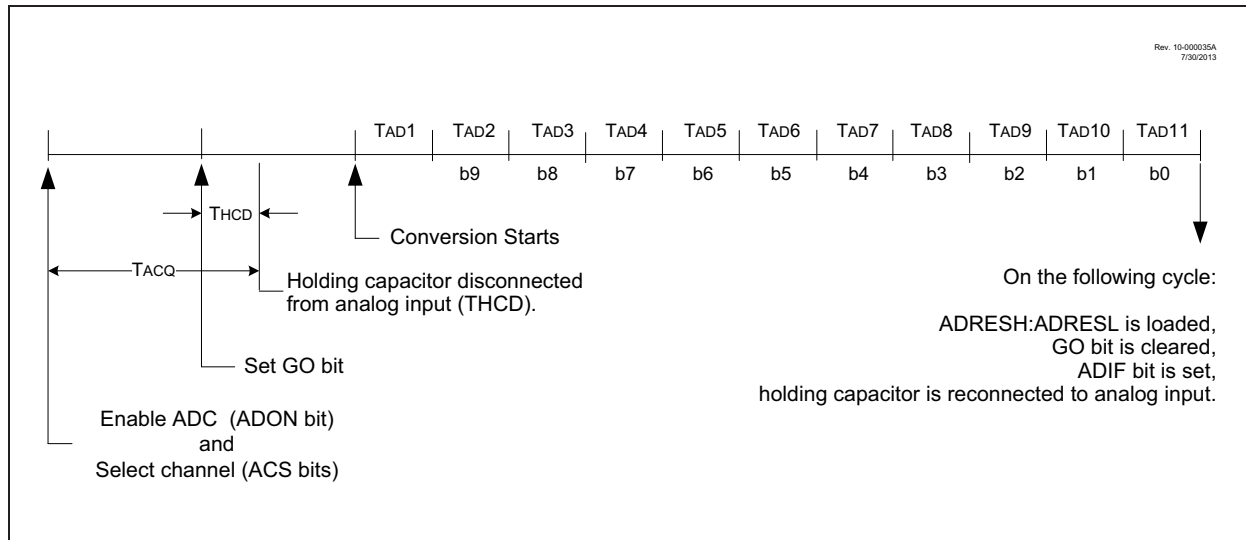 Rev. 10-000035A
7/30/2013
TAD1 TAD2 TAD3 TAD4 TAD5 TAD6 TAD7 TAD8 TAD9 TAD10 TAD11
b9 b8 b7 b6 b5 b4 b3 b2 b1 b0
THCD
Conversion Starts
TACQ
Holding capacitor disconnected
from analog input (THCD).
On the following cycle:
ADRESH:ADRESL is loaded,
GO bit is cleared,
ADIF bit is set,
holding capacitor is reconnected to analog input.
Set GO bit
Enable ADC (ADON bit)
and
Select channel (ACS bits)